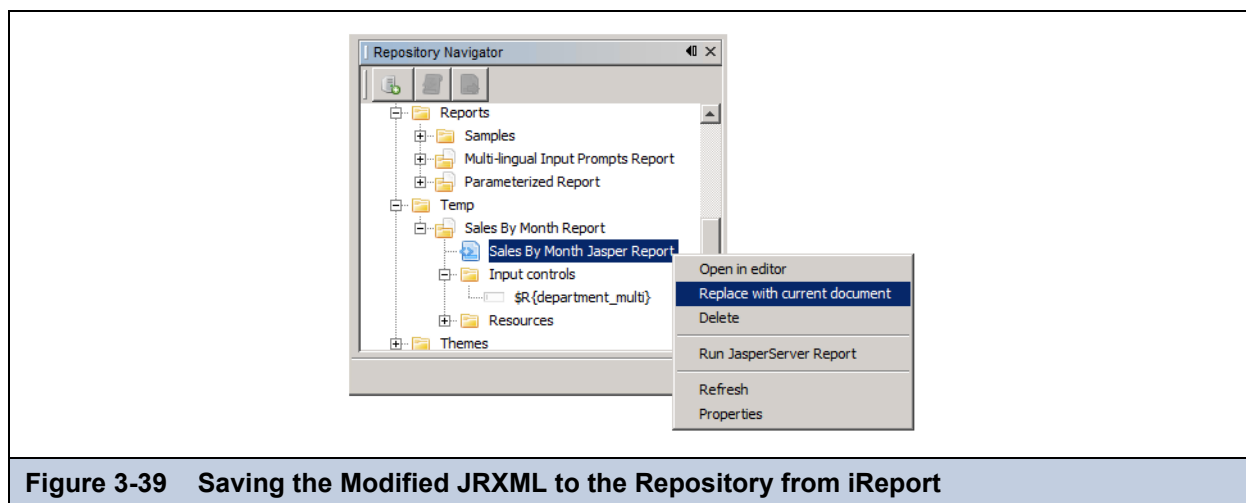 Repository Navigator
Reports
Samples
Multi-lingual Input Prompts Report
Parameterized Report
Temp
Sales By Month Report
Sales By Month Jasper Report
Input controls
$R{department_multi}
Resources
Themes
Open in editor
Replace with current document
Delete
Run JasperServer Report
Refresh
Properties
Figure 3-39 Saving the Modified JRXML to the Repository from iReport